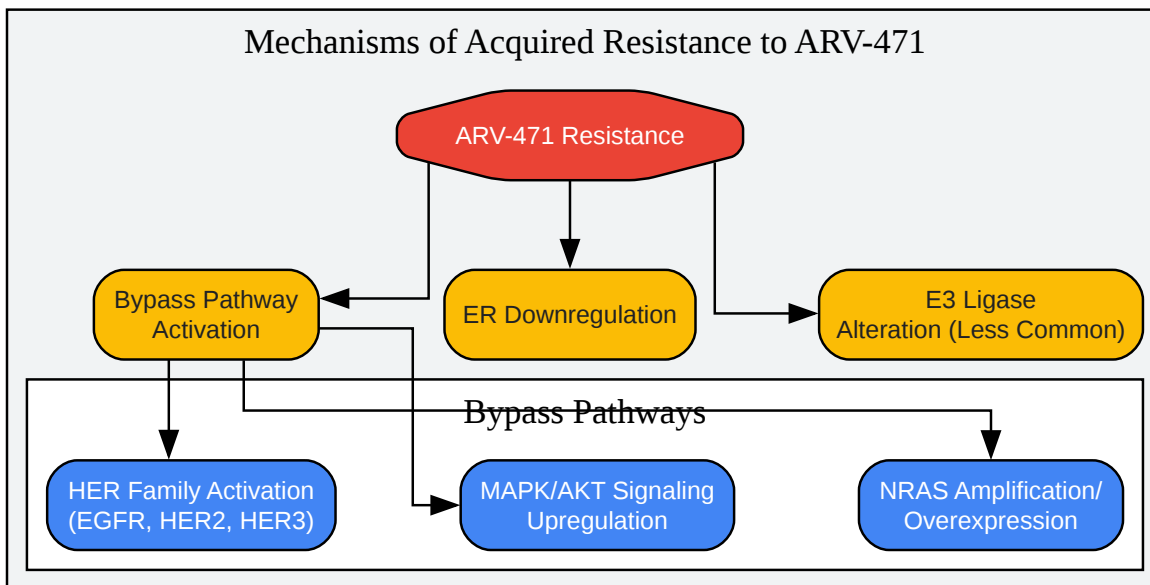 Mechanisms of Acquired Resistance to ARV-471
ARV-471 Resistance
Bypass Pathway
Activation
ER Downregulation
E3 Ligase
Alteration (Less Common)
Bypass Pathways
HER Family Activation
(EGFR, HER2, HER3)
MAPK/AKT Signaling
Upregulation
NRAS Amplification/
Overexpression